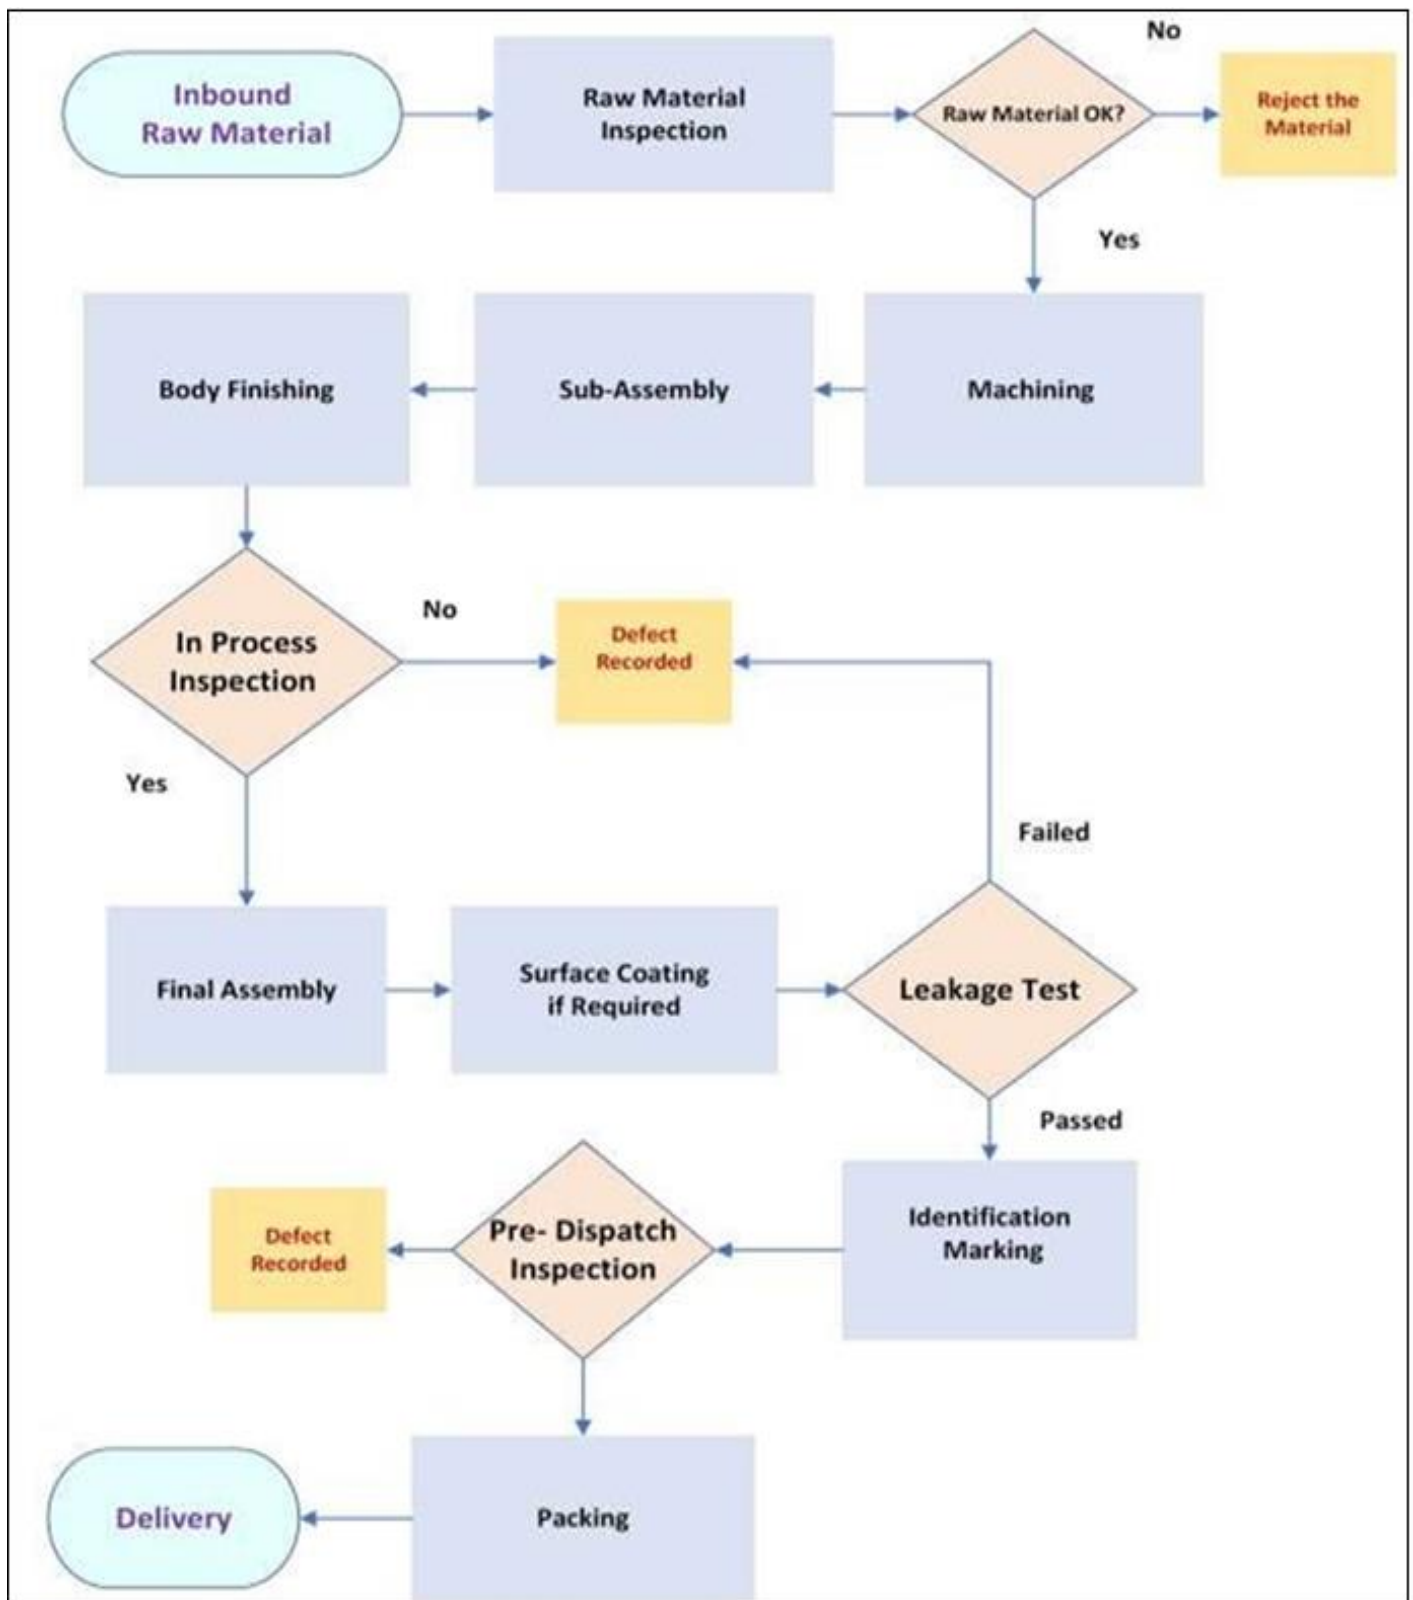 Inbound
Raw Material
Raw Material
Inspection
Raw Material OK?
No
Reject the
Material
Yes
Body Finishing
Sub-Assembly
Machining
In Process
Inspection
No
Defect
Recorded
Yes
Failed
Final Assembly
Surface Coating
if Required
Leakage Test
Passed
Defect
Recorded
Pre- Dispatch
Inspection
Identification
Marking
Delivery
Packing